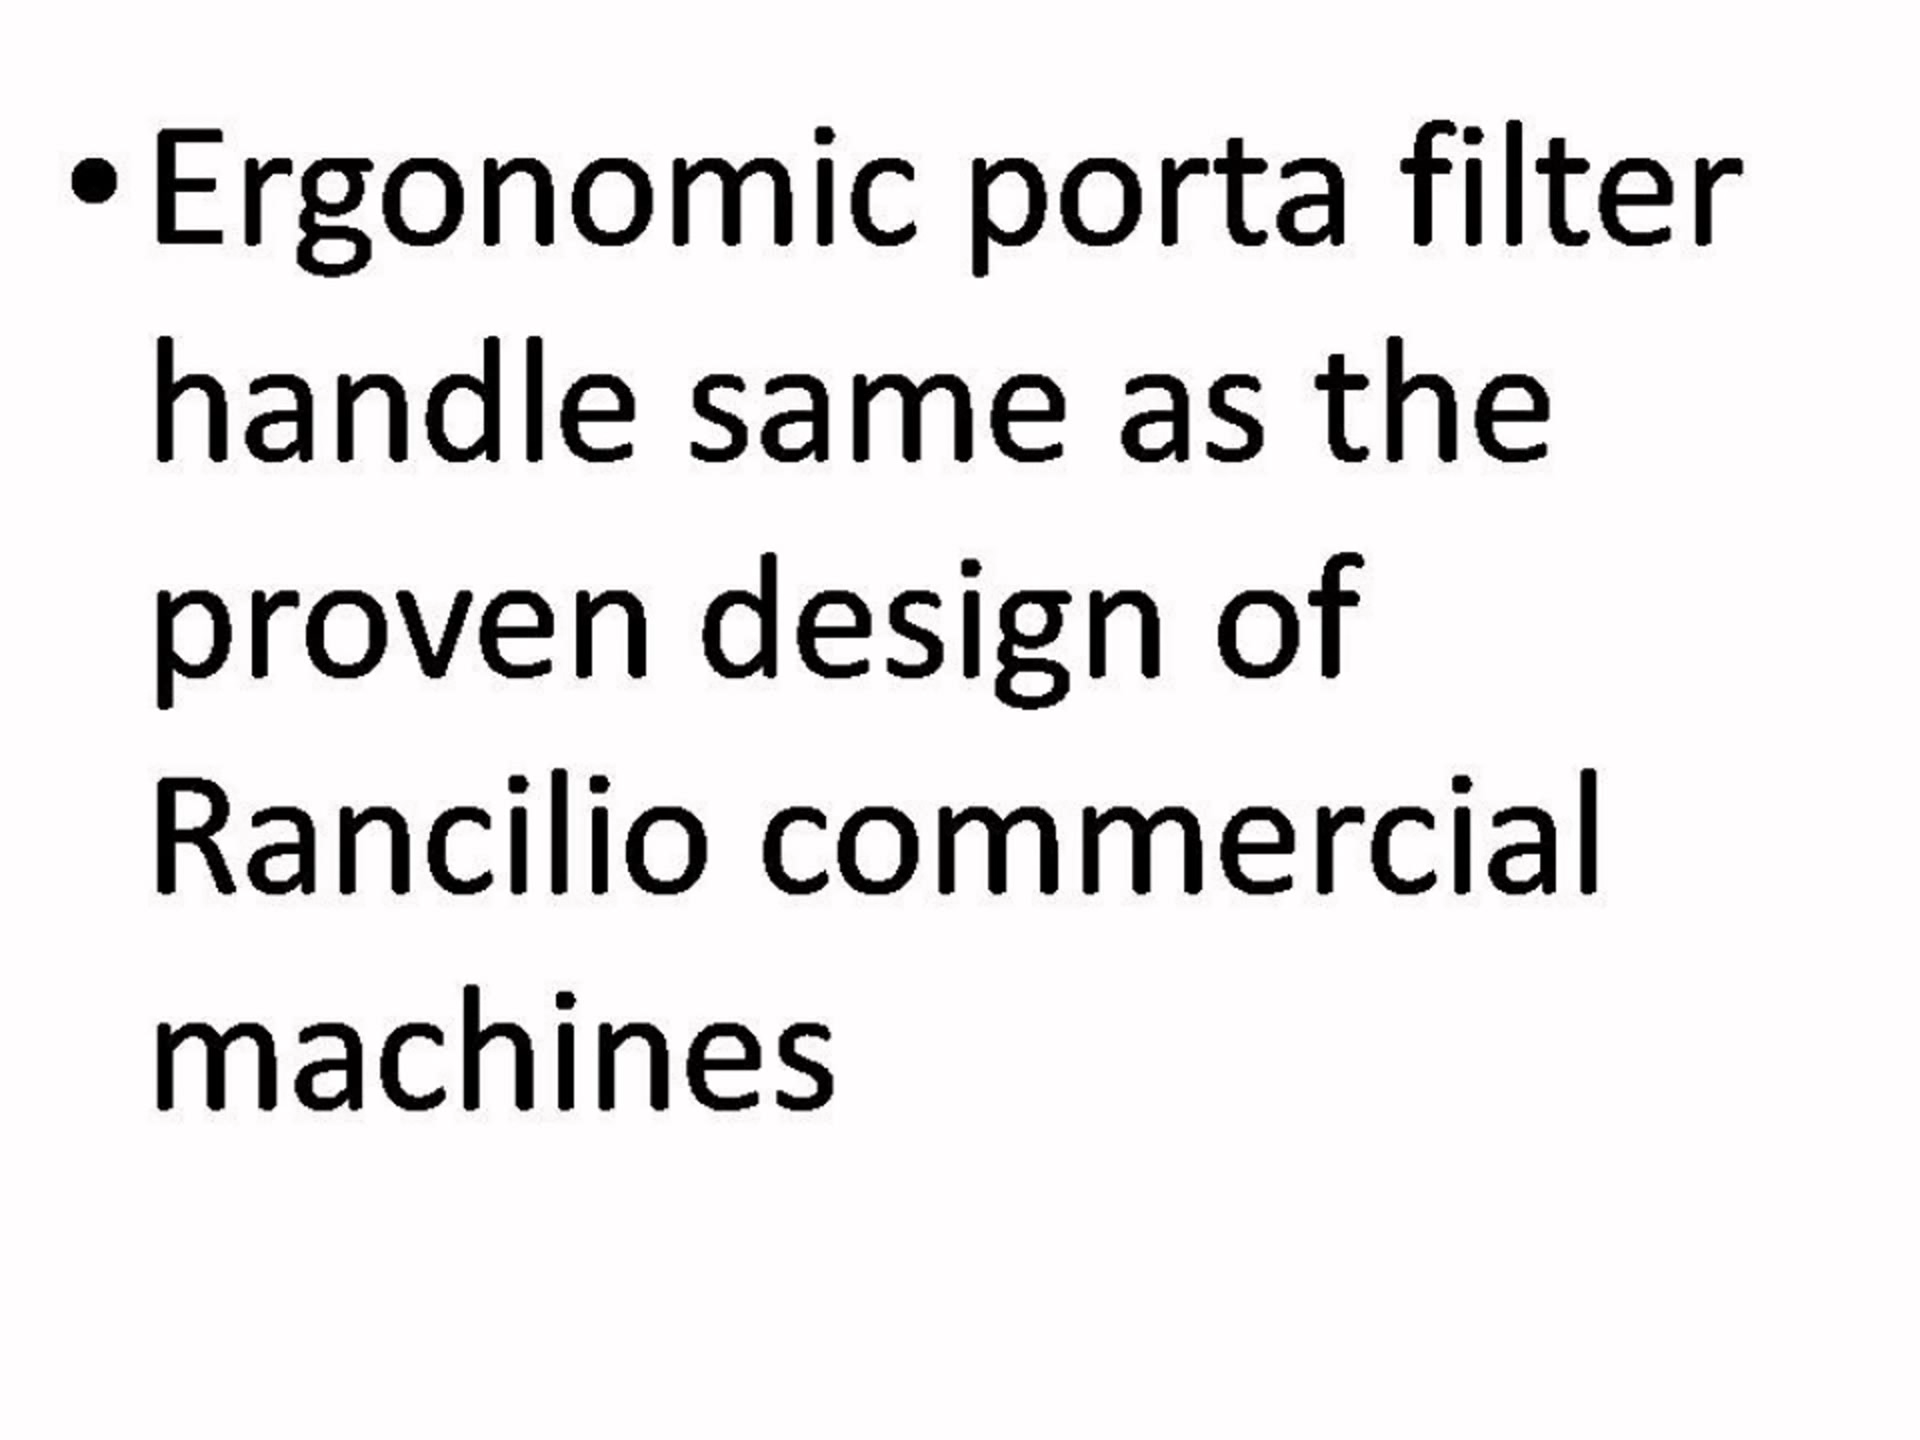 • Ergonomic porta filter
handle same as the
proven design of
Rancilio commercial
machines